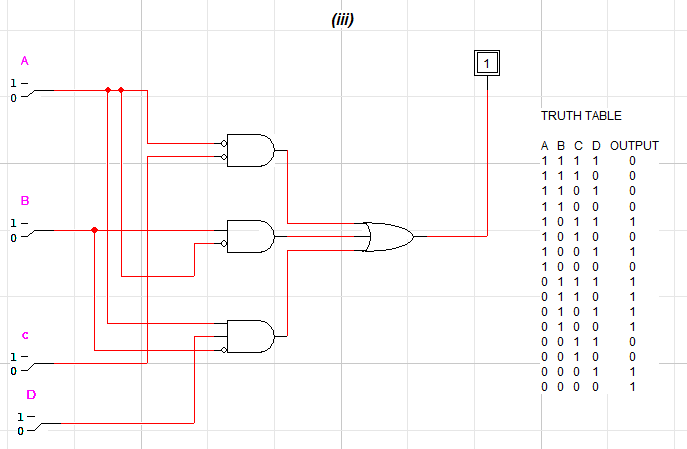 (iii)
A
1
0
B
1
0
c
1
0
D
1
0
1
TRUTH TABLE
A B C D OUTPUT
1 1 1 1 0
1 1 1 0 0
1 1 0 1 0
1 1 0 0 0
1 0 1 1 1
1 0 1 0 0
1 0 0 1 1
1 0 0 0 0
0 1 1 1 1
0 1 1 0 1
0 1 0 1 1
0 1 0 0 1
0 0 1 1 0
0 0 1 0 0
0 0 0 1 1
0 0 0 0 1